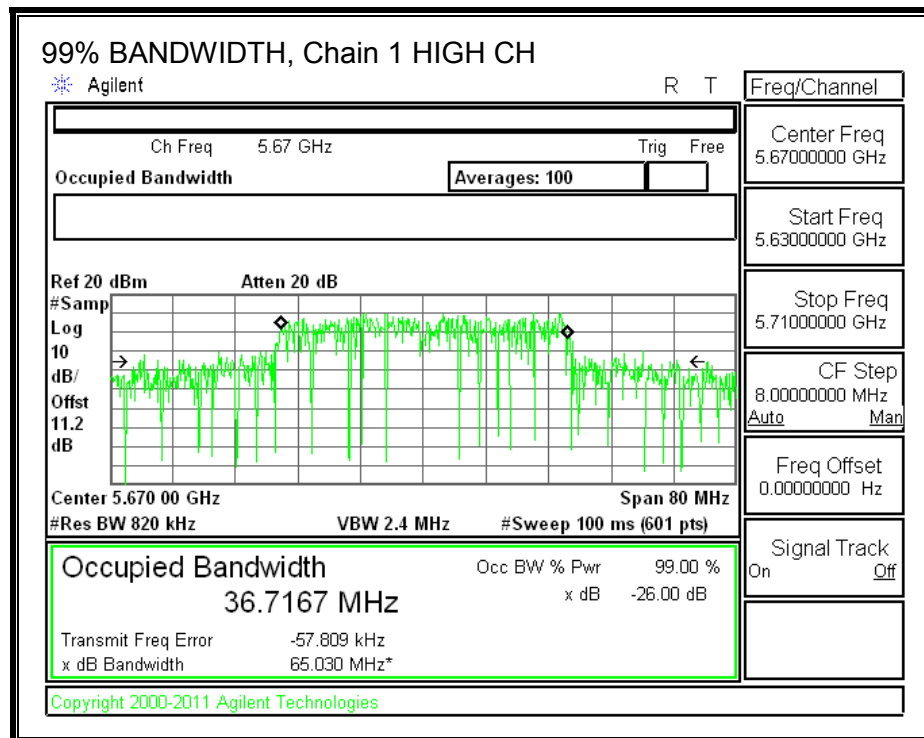 99% BANDWIDTH, Chain 1 HIGH CH
Agilent
R T
Freq/Channel
Ch Freq 5.67 GHz
Trig Free
Occupied Bandwidth
Averages: 100
Center Freq
5.67000000 GHz
Start Freq
5.63000000 GHz
Stop Freq
5.71000000 GHz
CF Step
8.00000000 MHz
Auto Man
Freq Offset
0.00000000 Hz
Signal Track
On Off
Ref 20 dBm
Atten 20 dB
#Samp
Log
10
dB/
Offst
11.2
dB
Center 5.670 00 GHz
Span 80 MHz
#Res BW 820 kHz
VBW 2.4 MHz
#Sweep 100 ms (601 pts)
Occupied Bandwidth
36.7167 MHz
Occ BW % Pwr 99.00 %
x dB -26.00 dB
Transmit Freq Error -57.809 kHz
x dB Bandwidth 65.030 MHz*
Copyright 2000-2011 Agilent Technologies